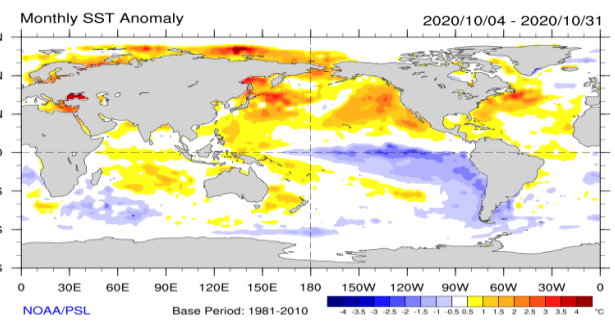 Monthly SST Anomaly 2020/10/04 - 2020/10/31
0 30E 60E 90E 120E 150E 180 150W 120W 90W 60W 30W 0
NOAA/PSL Base Period: 1981-2010
-4 -3.5 -3 -2.5 -2 -1.5 -1 -0.5 0.5 1 1.5 2 2.5 3 3.5 4 °C